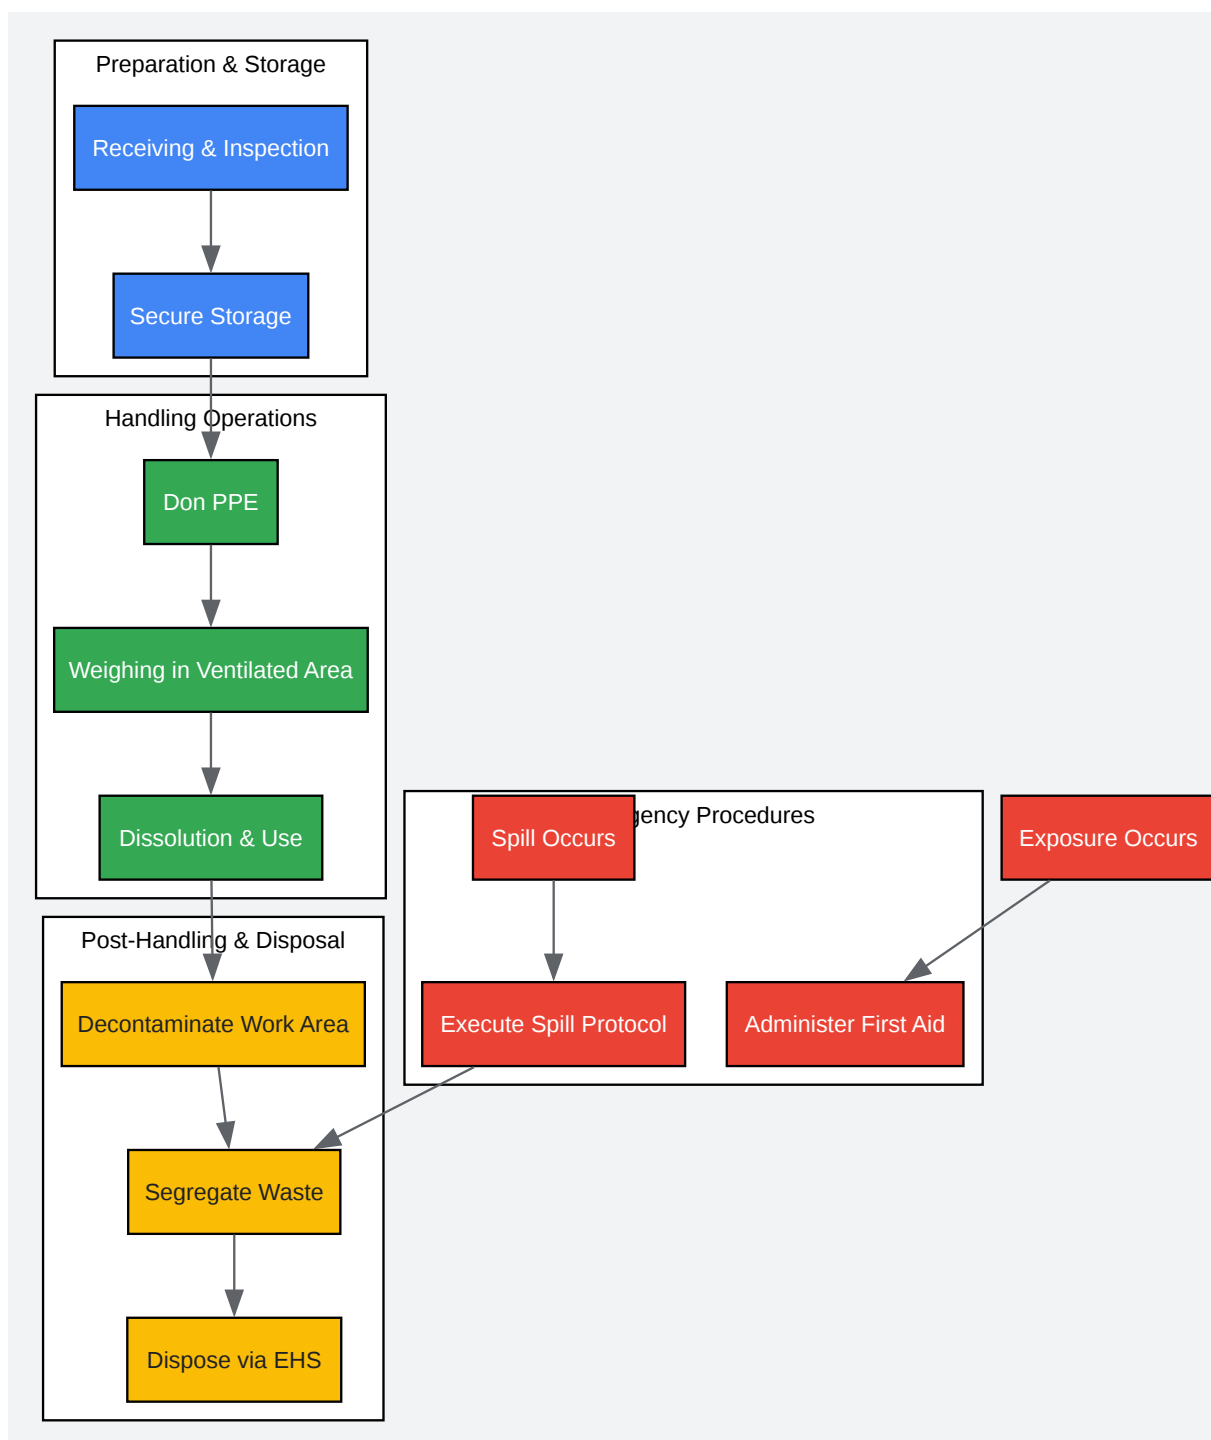 Preparation & Storage
Receiving & Inspection
Secure Storage
Handling Operations
Don PPE
Weighing in Ventilated Area
Dissolution & Use
Procedures
Spill Occurs
Exposure Occurs
Post-Handling & Disposal
Decontaminate Work Area
Execute Spill Protocol
Administer First Aid
Segregate Waste
Dispose via EHS